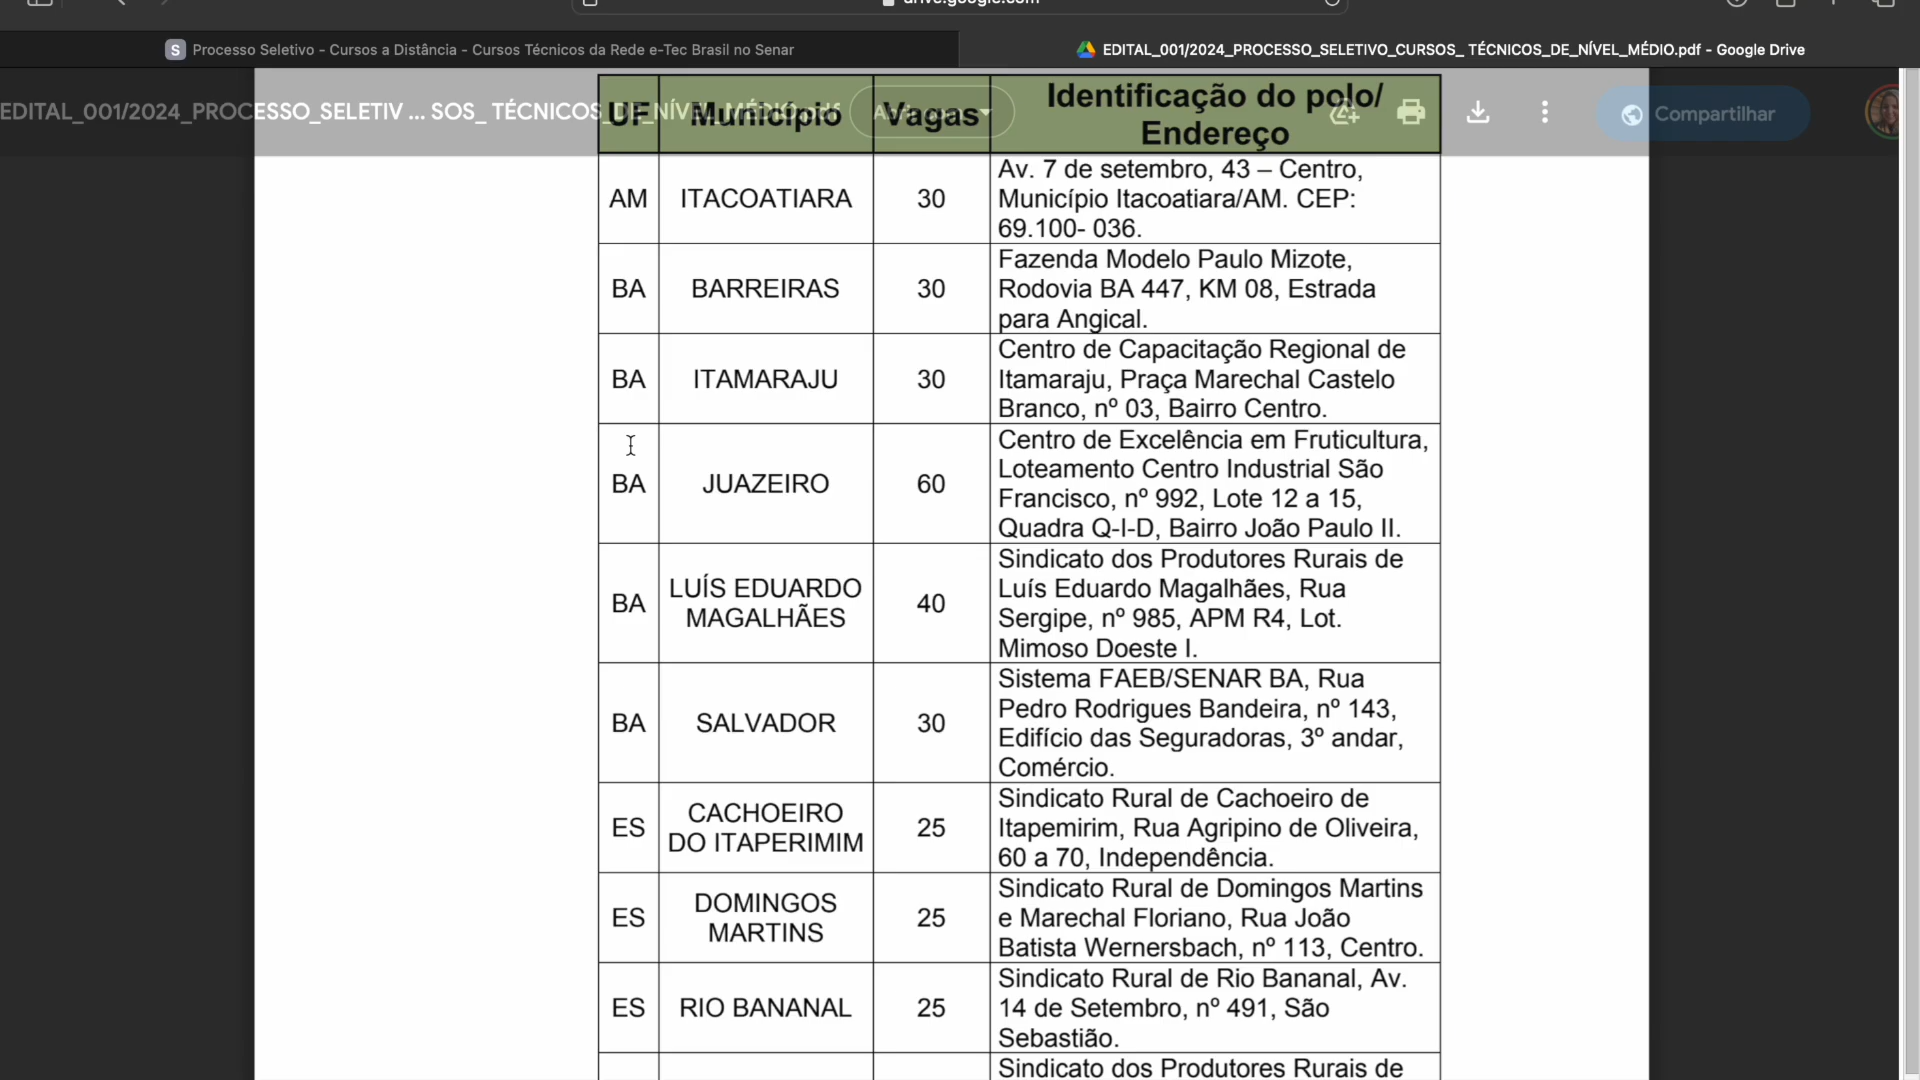 Processo Seletivo - Cursos a Distância - Cursos Técnicos da Rede e-Tec Brasil no Senar
EDITAL_001/2024_PROCESSO_SELETIVO_CURSOS_ TÉCNICOS_DE_NÍVEL_MÉDIO.pdf - Google Drive
EDITAL_001/2024_PROCESSO_SELETIV ... SOS_ TÉCNICOS_DE_NÍVEL_MÉDIO.pdf
Compartilhar
UF Município Vagas Identificação do polo/
Endereço
AM ITACOATIARA 30 Av. 7 de setembro, 43 – Centro,
Município Itacoatiara/AM. CEP:
69.100- 036.
BA BARREIRAS 30 Fazenda Modelo Paulo Mizote,
Rodovia BA 447, KM 08, Estrada
para Angical.
BA ITAMARAJU 30 Centro de Capacitação Regional de
Itamaraju, Praça Marechal Castelo
Branco, nº 03, Bairro Centro.
BA JUAZEIRO 60 Centro de Excelência em Fruticultura,
Loteamento Centro Industrial São
Francisco, nº 992, Lote 12 a 15,
Quadra Q-I-D, Bairro João Paulo II.
BA LUÍS EDUARDO
MAGALHÃES 40 Sindicato dos Produtores Rurais de
Luís Eduardo Magalhães, Rua
Sergipe, nº 985, APM R4, Lot.
Mimoso Doeste I.
BA SALVADOR 30 Sistema FAEB/SENAR BA, Rua
Pedro Rodrigues Bandeira, nº 143,
Edifício das Seguradoras, 3º andar,
Comércio.
ES CACHOEIRO
DO ITAPERIMIM 25 Sindicato Rural de Cachoeiro de
Itapemirim, Rua Agripino de Oliveira,
60 a 70, Independência.
ES DOMINGOS
MARTINS 25 Sindicato Rural de Domingos Martins
e Marechal Floriano, Rua João
Batista Wernersbach, nº 113, Centro.
ES RIO BANANAL 25 Sindicato Rural de Rio Bananal, Av.
14 de Setembro, nº 491, São
Sebastião.
Sindicato dos Produtores Rurais de